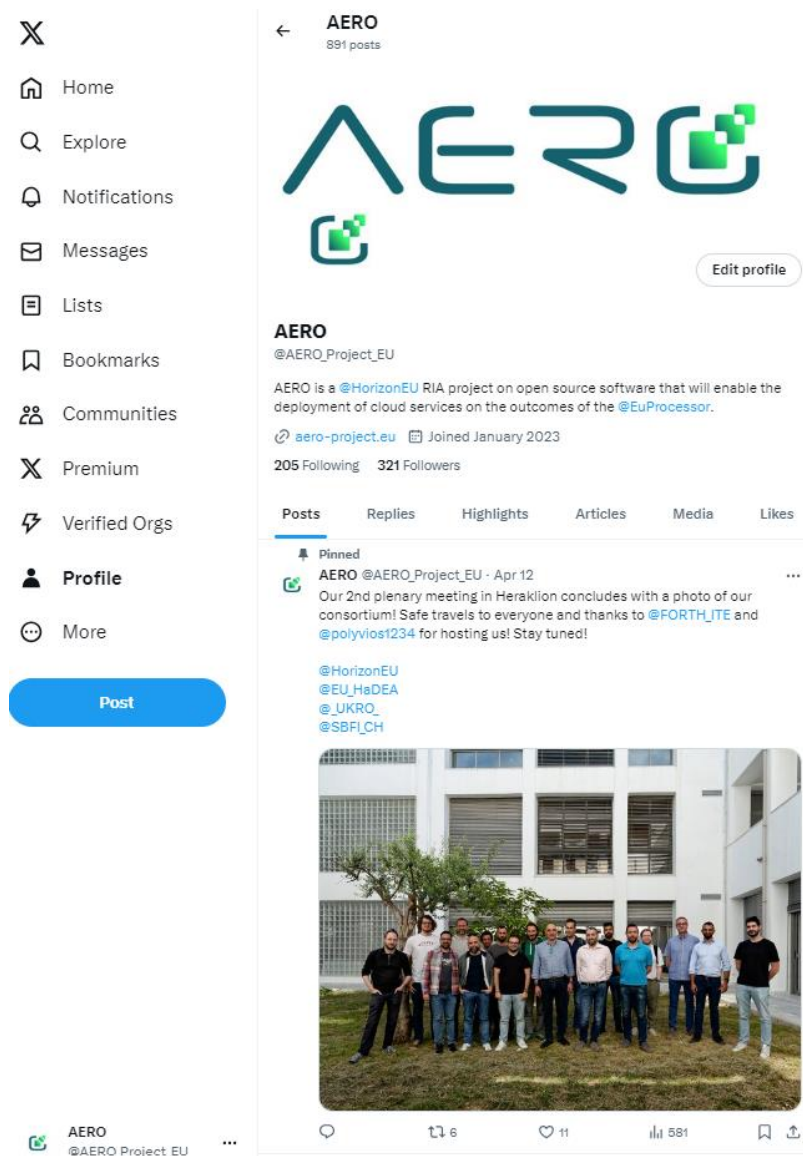 Home
Explore
Notifications
Messages
Lists
Bookmarks
Communities
Premium
Verified Orgs
Profile
More
Post
AERO
@AERO_Project_EU
AERO
891 posts
AERO
Edit profile
AERO
@AERO_Project_EU
AERO is a @HorizonEU RIA project on open source software that will enable the
deployment of cloud services on the outcomes of the @EuProcessor.
aero-project.eu Joined January 2023
205 Following 321 Followers
Posts Replies Highlights Articles Media Likes
Pinned
AERO @AERO_Project_EU · Apr 12
Our 2nd plenary meeting in Heraklion concludes with a photo of our
consortium! Safe travels to everyone and thanks to @FORTH_ITE and
@polyvios1234 for hosting us! Stay tuned!
@HorizonEU
@EU_HaDEA
@_UKRO_
@SBFI_CH
6 11 581